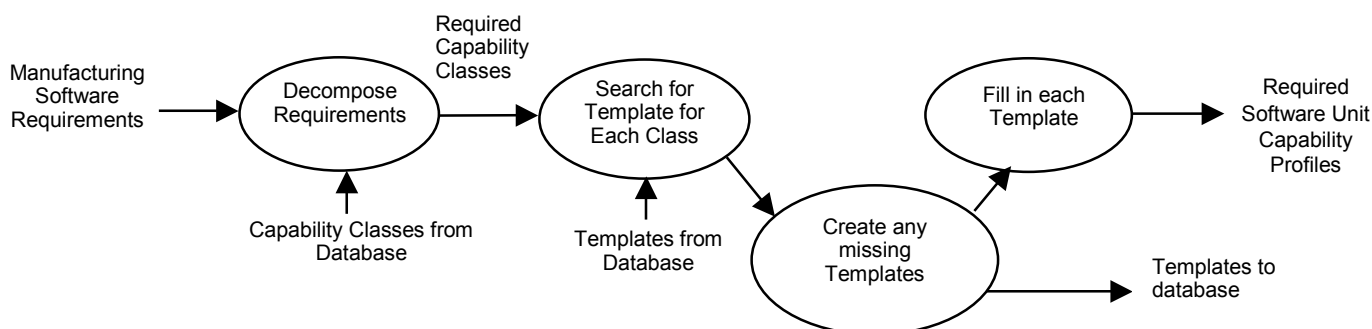 Manufacturing
Software
Requirements
Decompose
Requirements
Capability Classes from
Database
Required
Capability
Classes
Search for
Template for
Each Class
Templates from
Database
Create any
missing
Templates
Fill in each
Template
Required
Software Unit
Capability
Profiles
Templates to
database